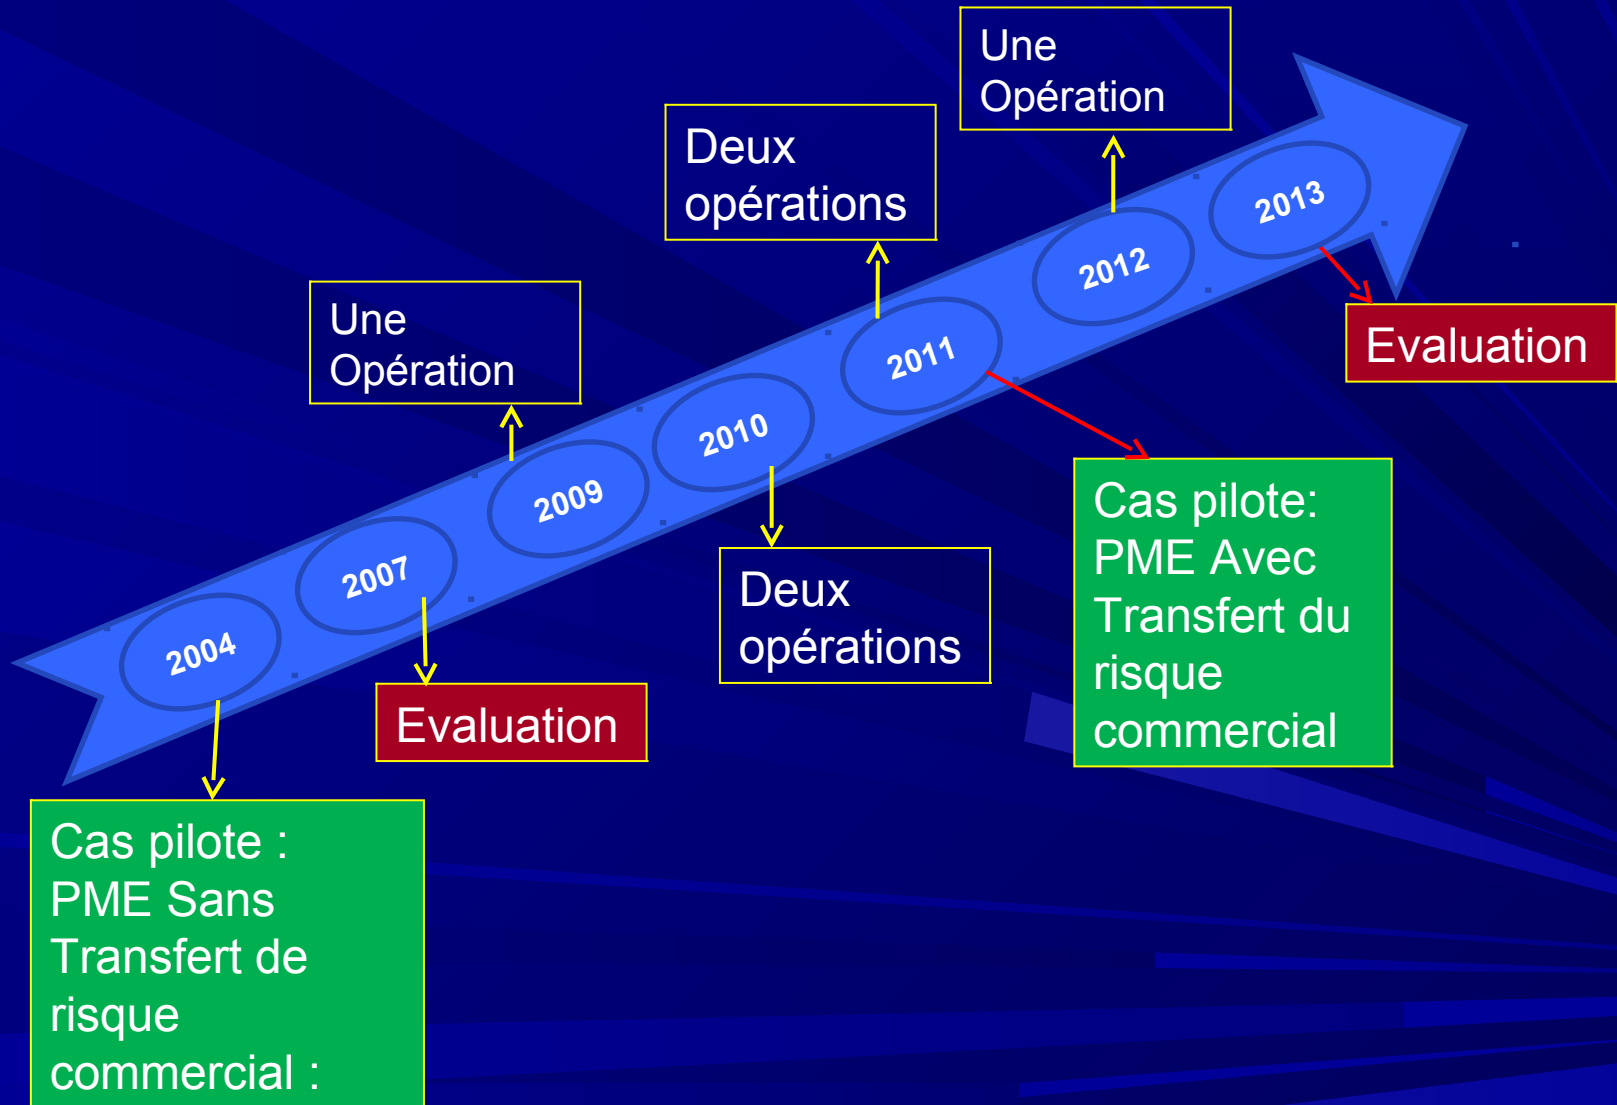 Une
Opération
Deux
opérations
Une
Opération
2013
2012
2011
2010
2009
2007
2004
Evaluation
Cas pilote:
PME Avec
Transfert du
risque
commercial
Deux
opérations
Evaluation
Cas pilote :
PME Sans
Transfert de
risque
commercial :